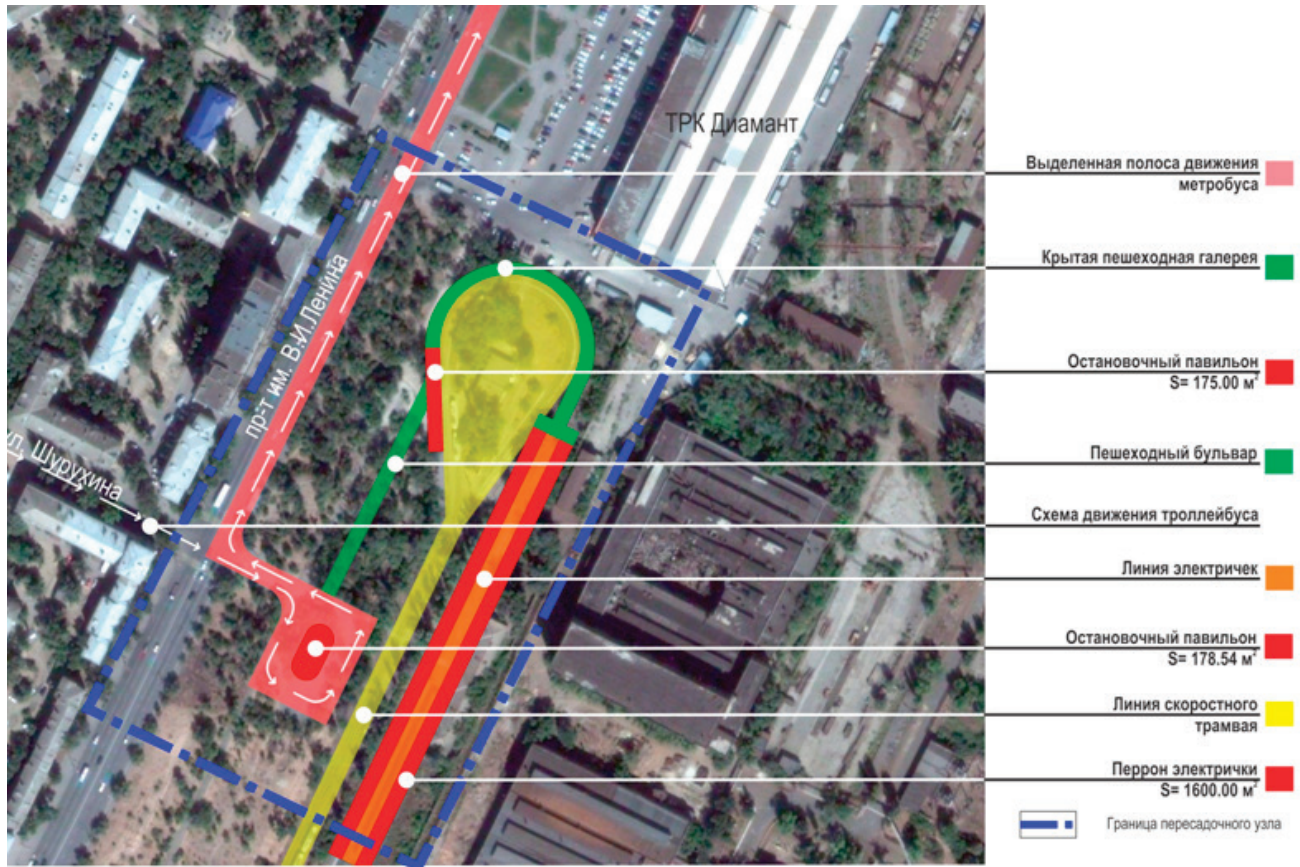 ТРК Диамант
пр-т им. В.И.Ленина
ул. Шурухина
Выделенная полоса движения
метробуса
Крытая пешеходная галерея
Остановочный павильон
S= 175.00 м²
Пешеходный бульвар
Схема движения троллейбуса
Линия электричек
Остановочный павильон
S= 178.54 м²
Линия скоростного
трамвая
Перрон электрички
S= 1600.00 м²
Граница пересадочного узла